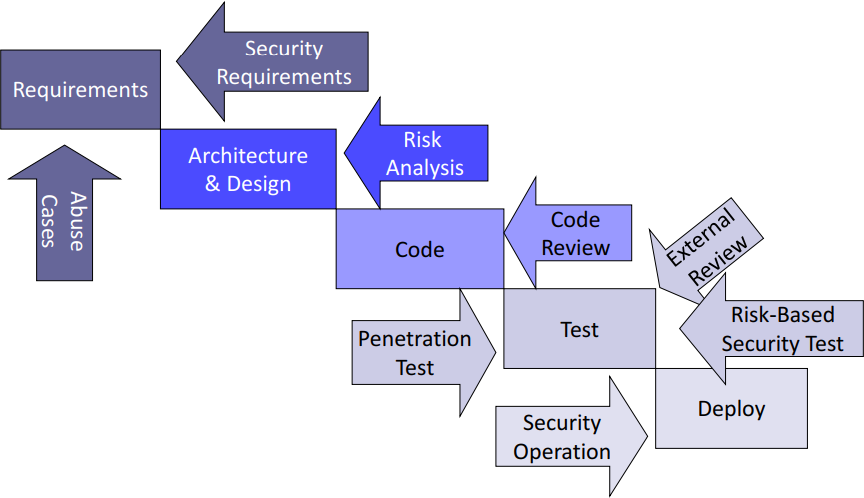 Security
Requirements
Requirements
Risk
Analysis
Architecture
& Design
Abuse
Cases
Code
Review
Code
External
Review
Risk-Based
Security Test
Test
Penetration
Test
Deploy
Security
Operation